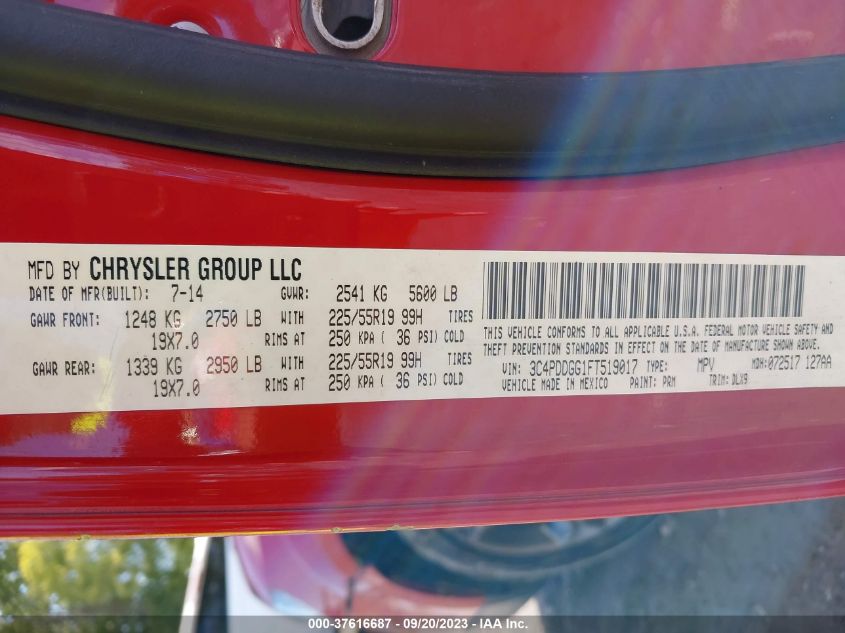 MFD BY CHRYSLER GROUP LLC
DATE OF MFR(BUILT): 7-14 GVWR: 2541 KG 5600 LB
GAWR FRONT: 1248 KG 2750 LB WITH 225/55R19 99H TIRES
19X7.0 RIMS AT 250 KPA ( 36 PSI) COLD
GAWR REAR: 1339 KG 2950 LB WITH 225/55R19 99H TIRES
19X7.0 RIMS AT 250 KPA ( 36 PSI) COLD
THIS VEHICLE CONFORMS TO ALL APPLICABLE U.S.A. FEDERAL MOTOR VEHICLE SAFETY AND
THEFT PREVENTION STANDARDS IN EFFECT ON THE DATE OF MANUFACTURE SHOWN ABOVE.
VIN: 3C4PDDGG1FT519017 TYPE: MPV MDH:072517 127AA
VEHICLE MADE IN MEXICO PAINT: PRM TRIM: DLX9
000-37616687 - 09/20/2023 - IAA Inc.